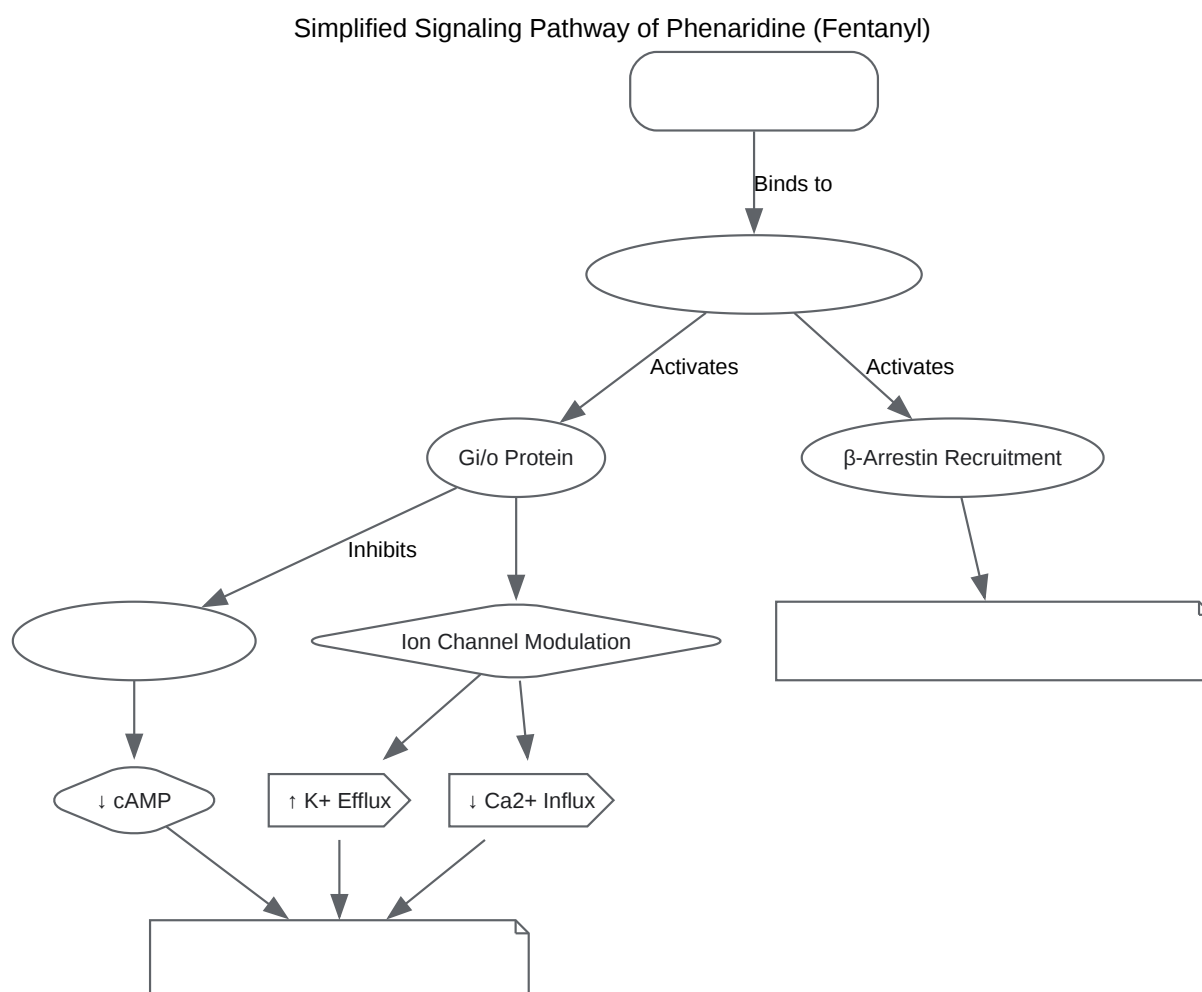 Simplified Signaling Pathway of Phenaridine (Fentanyl)
Binds to
Activates
Activates
Gi/o Protein
β-Arrestin Recruitment
Inhibits
Ion Channel Modulation
↓ cAMP
↑ K+ Efflux
↓ Ca2+ Influx